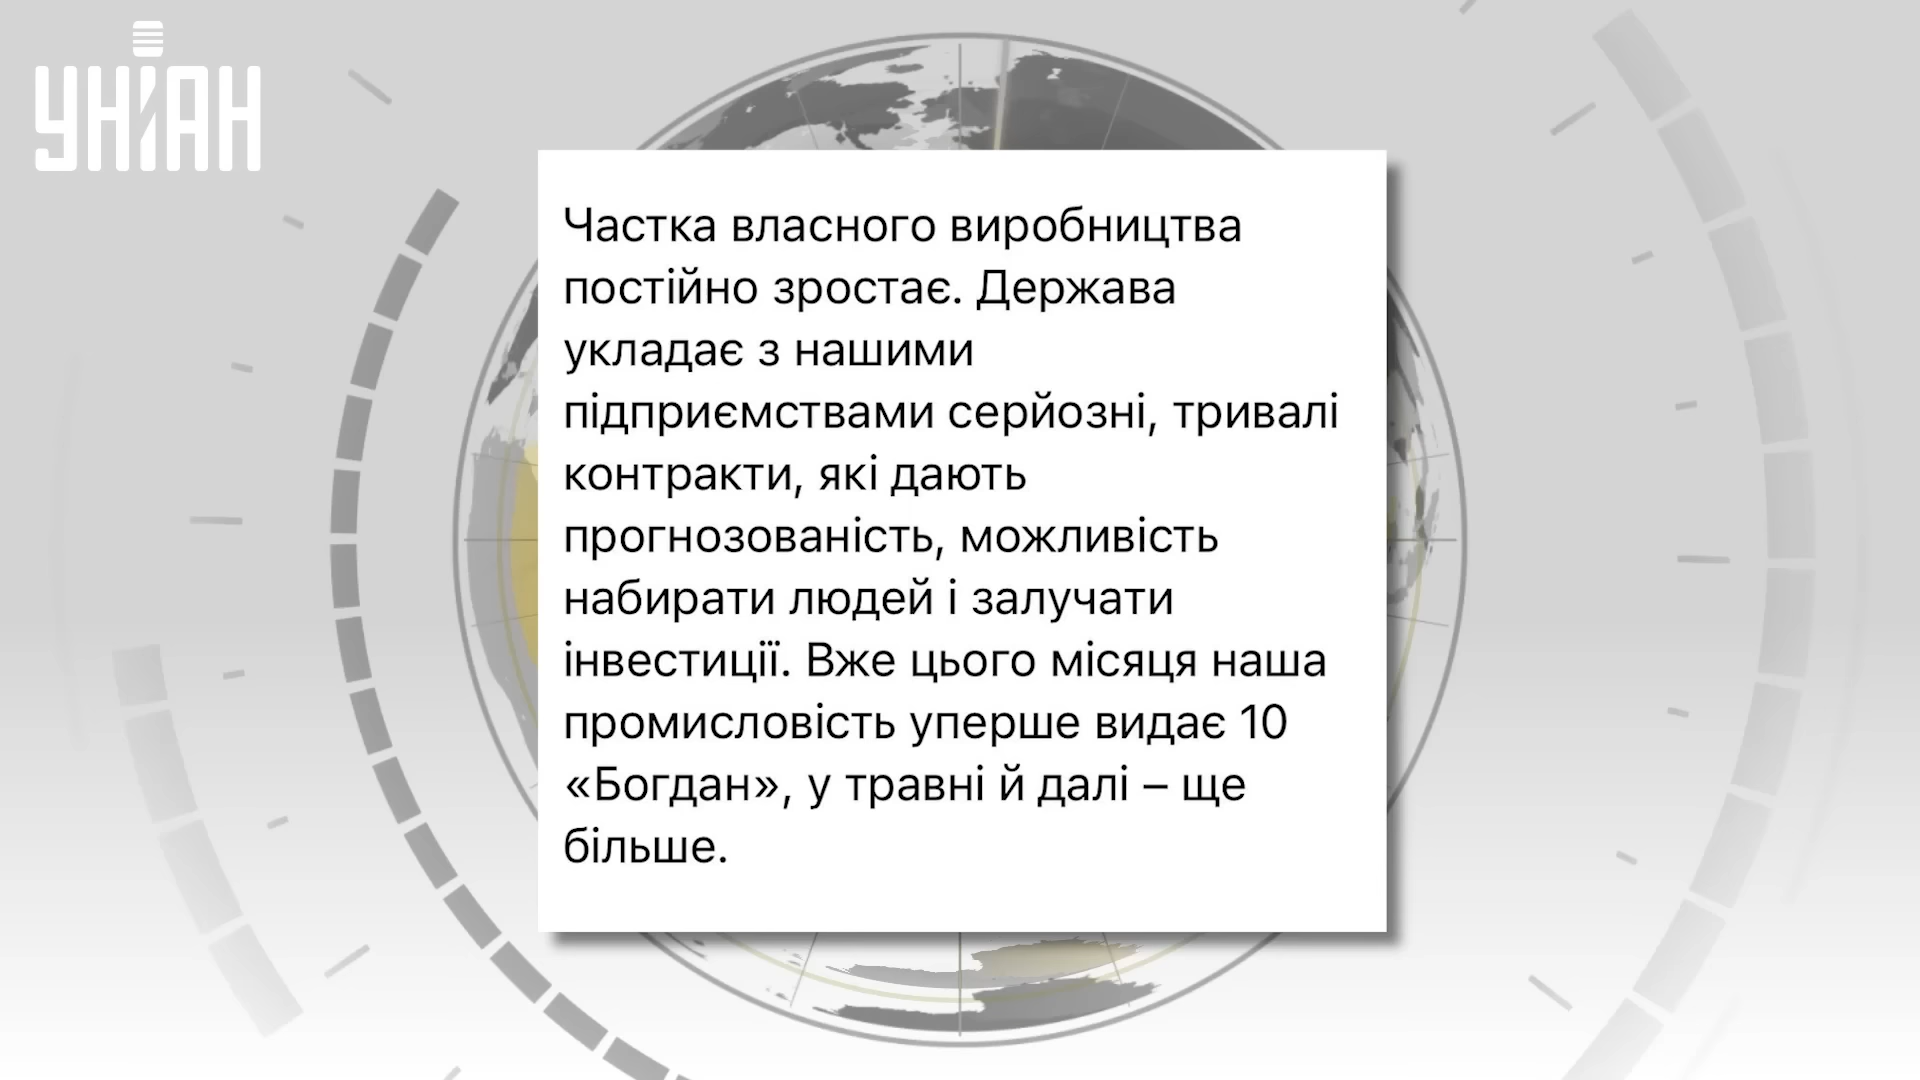 УНІАН
Частка власного виробництва
постійно зростає. Держава
укладає з нашими
підприємствами серйозні, тривалі
контракти, які дають
прогнозованість, можливість
набирати людей і залучати
інвестиції. Вже цього місяця наша
промисловість уперше видає 10
«Богдан», у травні й далі – ще
більше.